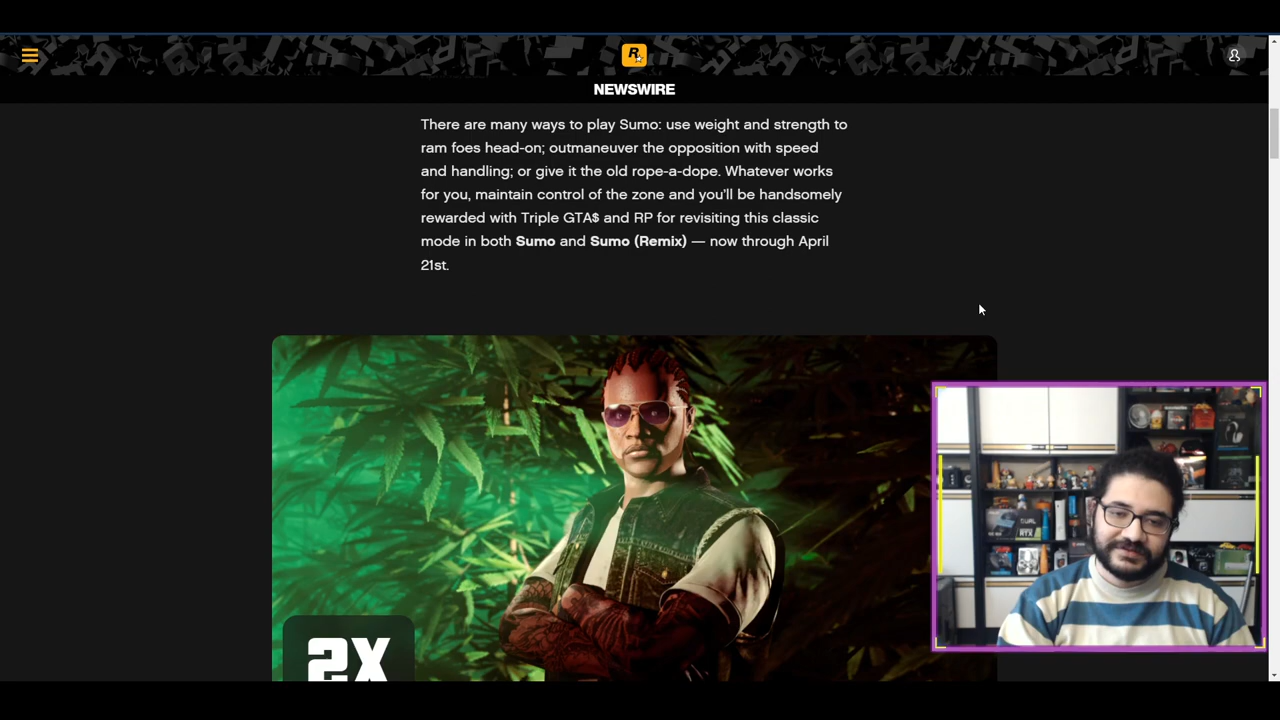 R
NEWSWIRE
There are many ways to play Sumo: use weight and strength to
ram foes head-on; outmaneuver the opposition with speed
and handling; or give it the old rope-a-dope. Whatever works
for you, maintain control of the zone and you'll be handsomely
rewarded with Triple GTA$ and RP for revisiting this classic
mode in both Sumo and Sumo (Remix) — now through April
21st.
2X